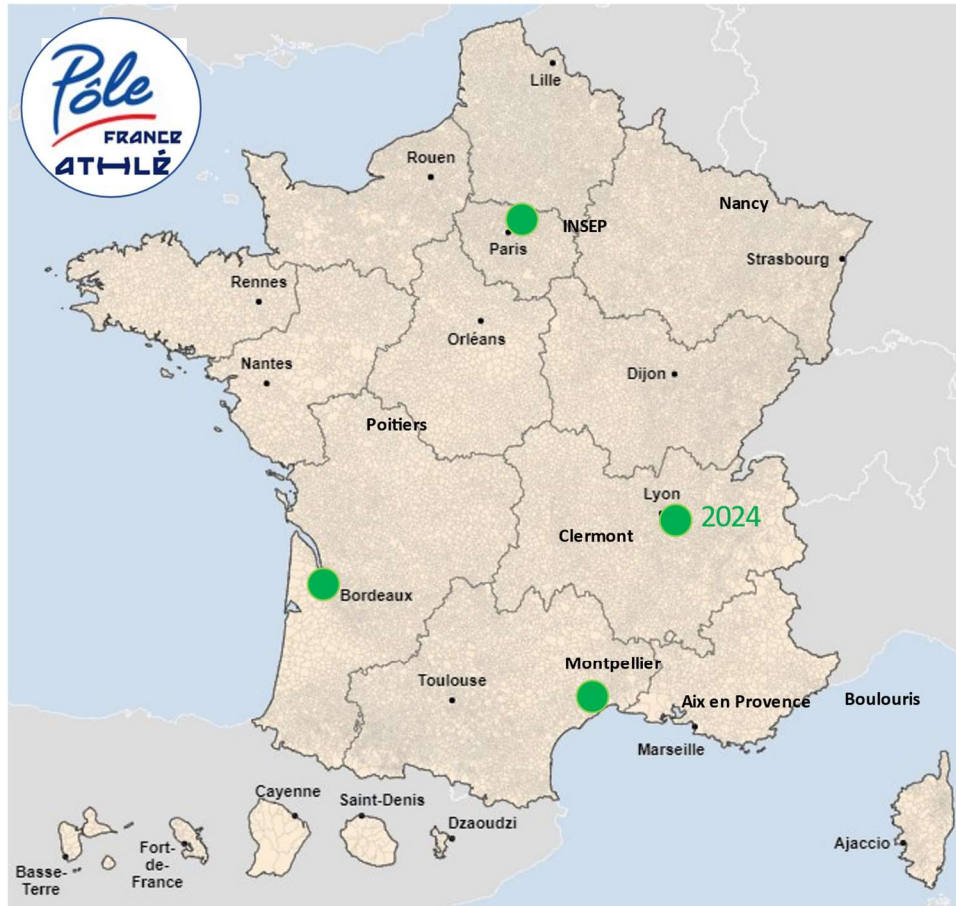 Pôle
FRANCE
ATHLÉ
Lille
Rouen
Nancy
INSEP
Paris
Strasbourg
Rennes
Orléans
Nantes
Dijon
Poitiers
Lyon
2024
Clermont
Bordeaux
Montpellier
Toulouse
Aix en Provence
Boulouris
Marseille
Cayenne
Saint-Denis
Dzaoudzi
Ajaccio
Fort-
de-
France
Basse-
Terre